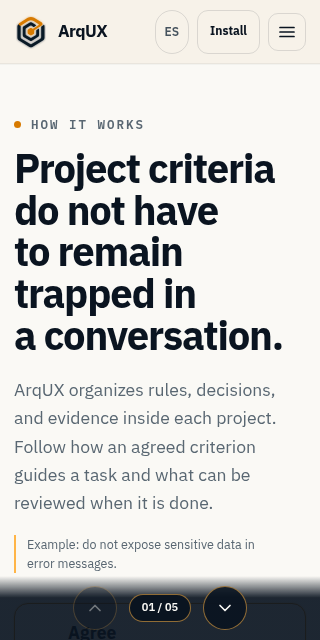 ArqUX
ES
Install
HOW IT WORKS
Project criteria
do not have
to remain
trapped in
a conversation.
ArqUX organizes rules, decisions,
and evidence inside each project.
Follow how an agreed criterion
guides a task and what can be
reviewed when it is done.
Example: do not expose sensitive data in
error messages.
01 / 05
Agree